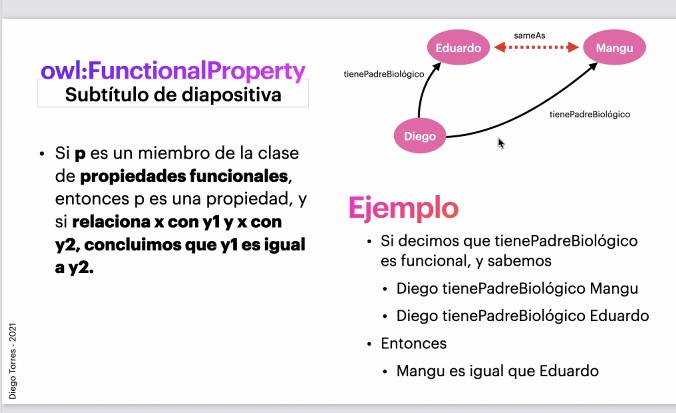 owl:FunctionalProperty
Subtítulo de diapositiva
• Si p es un miembro de la clase
de propiedades funcionales,
entonces p es una propiedad, y
si relaciona x con y1 y x con
y2, concluimos que y1 es igual
a y2.
Eduardo
sameAs
Mangu
tienePadreBiológico
tienePadreBiológico
Diego
Ejemplo
• Si decimos que tienePadreBiológico
es funcional, y sabemos
• Diego tienePadreBiológico Mangu
• Diego tienePadreBiológico Eduardo
• Entonces
• Mangu es igual que Eduardo
Diego Torres - 2021